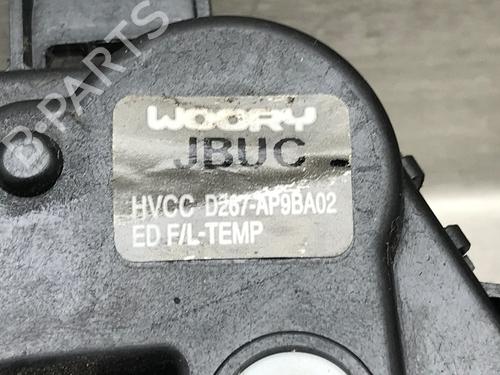 B-PARTS
WOORY
JBUC -
HVCC D267-AP9BA02
ED F/L-TEMP